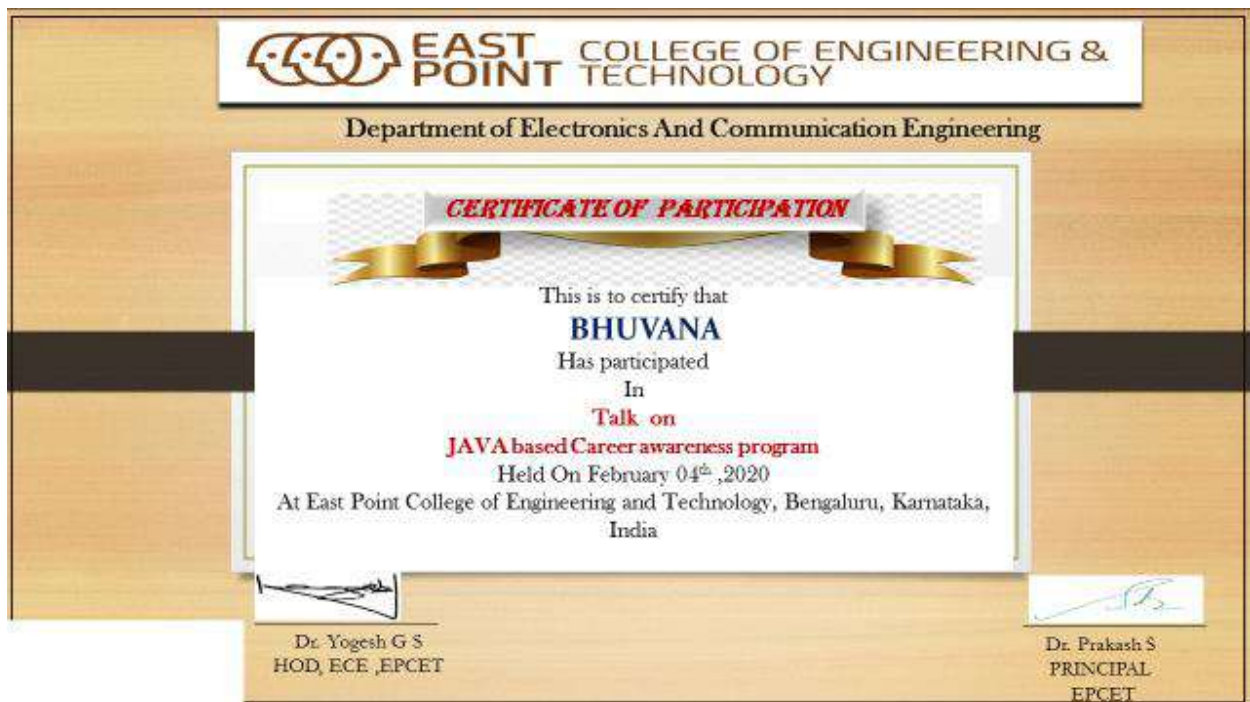 EAST POINT COLLEGE OF ENGINEERING & TECHNOLOGY
Department of Electronics And Communication Engineering
CERTIFICATE OF PARTICIPATION
This is to certify that
BHUVANA
Has participated
In
Talk on
JAVA based Career awareness program
Held On February 04th ,2020
At East Point College of Engineering and Technology, Bengaluru, Karnataka,
India
Dr. Yogesh G S
HOD, ECE ,EPCET
Dr. Prakash S
PRINCIPAL
EPCET